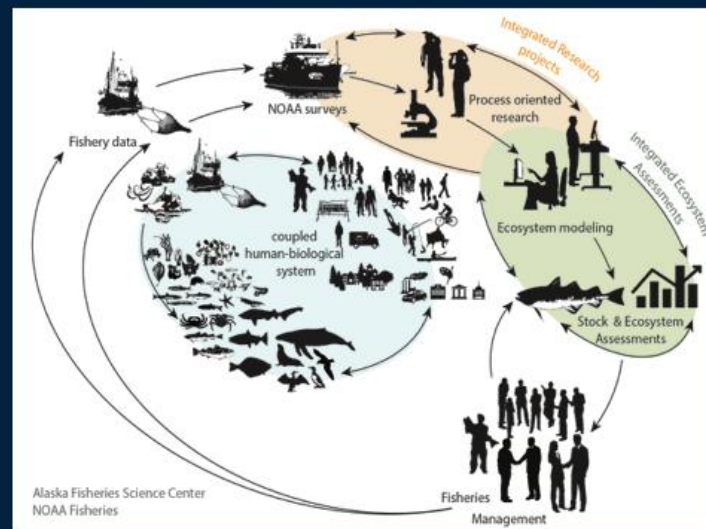 Integrated Research
projects
NOAA surveys
Process oriented
research
Fishery data
Integrated Ecosystem
Assessments
coupled
human-biological
system
Ecosystem modeling
Stock & Ecosystem
Assessments
Fisheries
Management
Alaska Fisheries Science Center
NOAA Fisheries